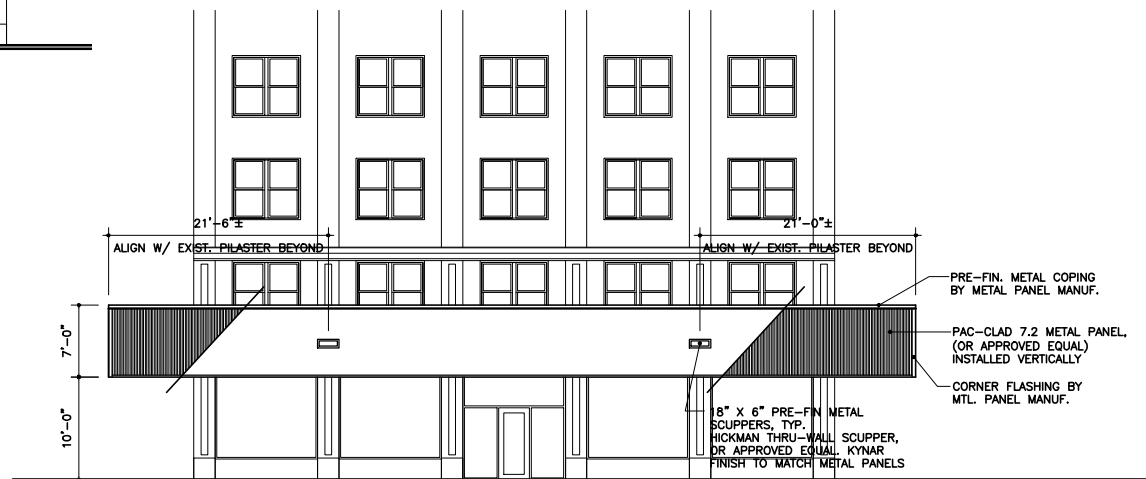 21'-6"±
21'-0"±
ALIGN W/ EXIST. PILASTER BEYOND
ALIGN W/ EXIST. PILASTER BEYOND
PRE-FIN. METAL COPING
BY METAL PANEL MANUF.
7'-0"
PAC-CLAD 7.2 METAL PANEL,
(OR APPROVED EQUAL)
INSTALLED VERTICALLY
CORNER FLASHING BY
MTL. PANEL MANUF.
10'-0"
18" X 6" PRE-FIN METAL
SCUPPERS, TYP.
HICKMAN THRU-WALL SCUPPER,
OR APPROVED EQUAL. KYNAR
FINISH TO MATCH METAL PANELS